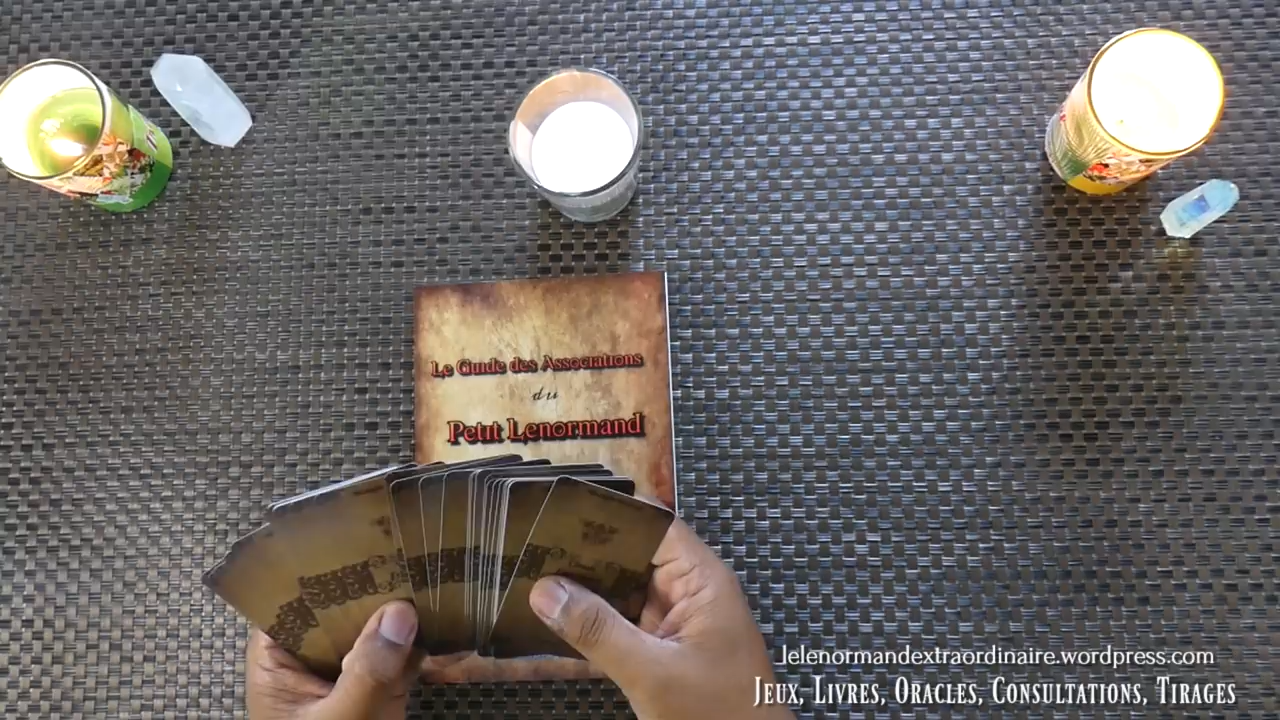 Le Guide des Associations
du
Petit Lenormand
lelenormandextraordinaire.wordpress.com
Jeux, Livres, Oracles, Consultations, Tirages